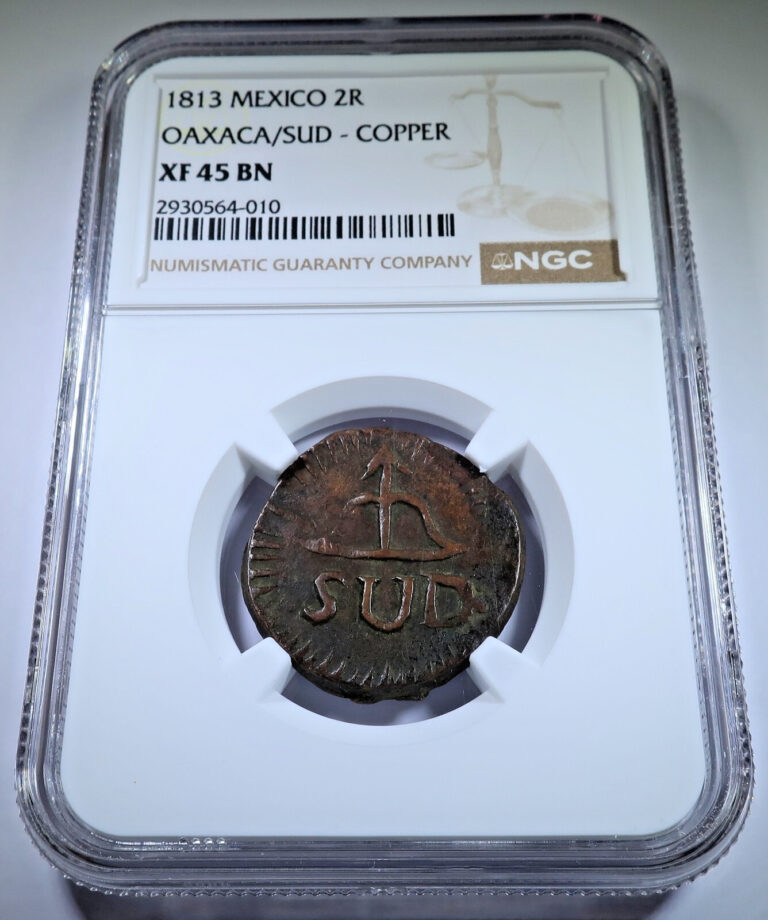 1813 MEXICO 2R
OAXACA/SUD - COPPER
XF 45 BN
2930564-010
NUMISMATIC GUARANTY COMPANY NGC
SUD